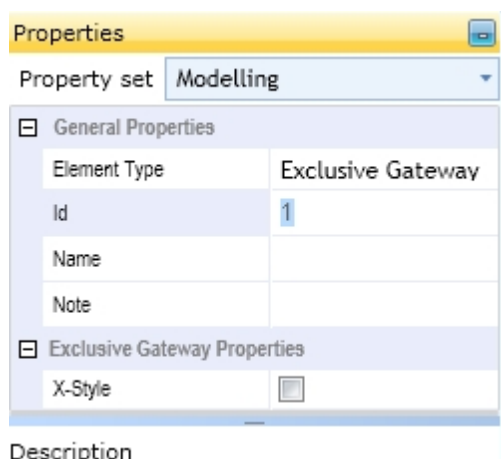 Properties
Property set Modelling
General Properties
Element Type Exclusive Gateway
Id 1
Name
Note
Exclusive Gateway Properties
X-Style
Description